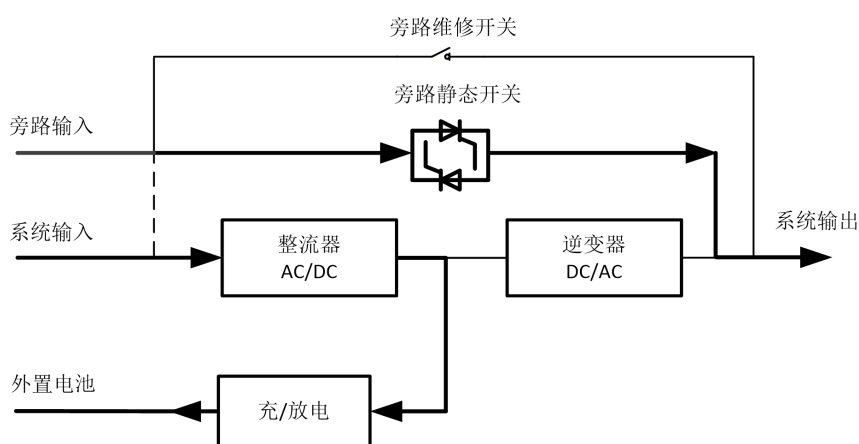 旁路维修开关
旁路静态开关
旁路输入
系统输入
整流器
AC/DC
逆变器
DC/AC
系统输出
外置电池
充/放电